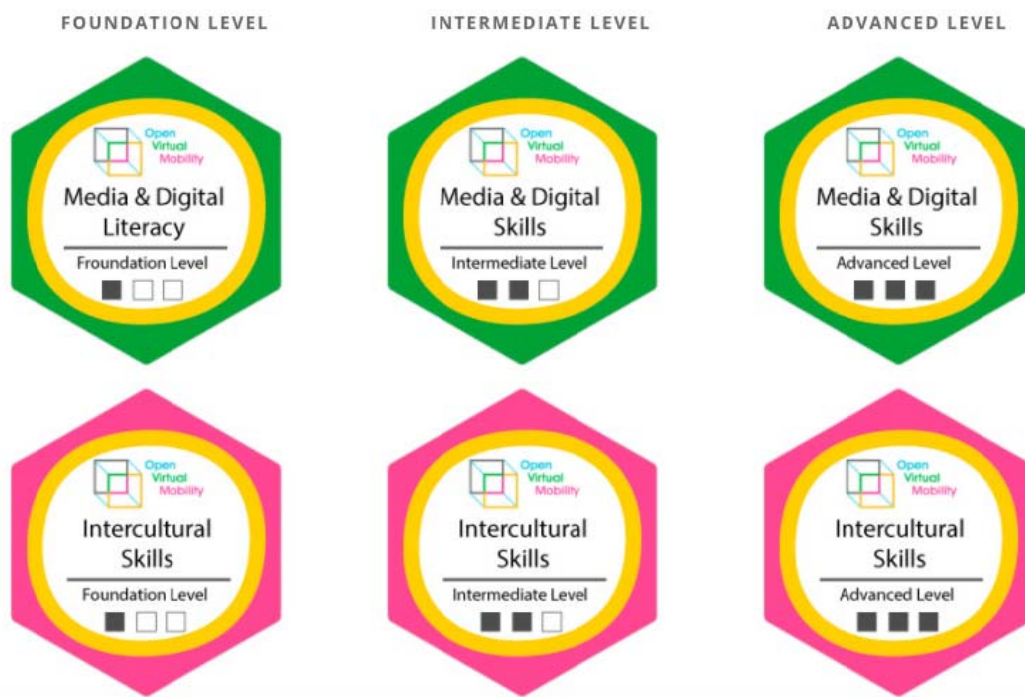 FOUNDATION LEVEL
INTERMEDIATE LEVEL
ADVANCED LEVEL
Open
Virtual
Mobility
Media & Digital
Literacy
Froundation Level
Open
Virtual
Mobility
Media & Digital
Skills
Intermediate Level
Open
Virtual
Mobility
Media & Digital
Skills
Advanced Level
Open
Virtual
Mobility
Intercultural
Skills
Foundation Level
Open
Virtual
Mobility
Intercultural
Skills
Intermediate Level
Open
Virtual
Mobility
Intercultural
Skills
Advanced Level